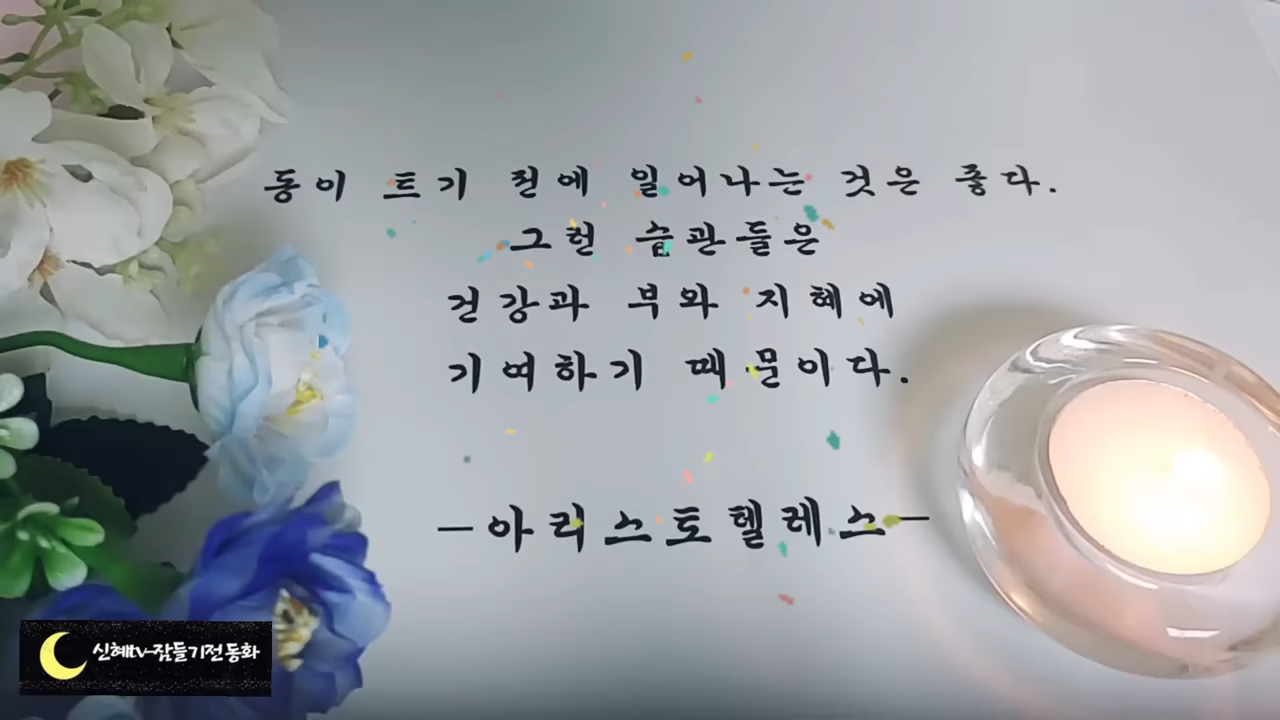 동이 트기 전에 일어나는 것은 좋다.
그런 습관들은
건강과 부와 지혜에
기여하기 때문이다.
-아리스토텔레스-
신혜tv-잠들기전 동화